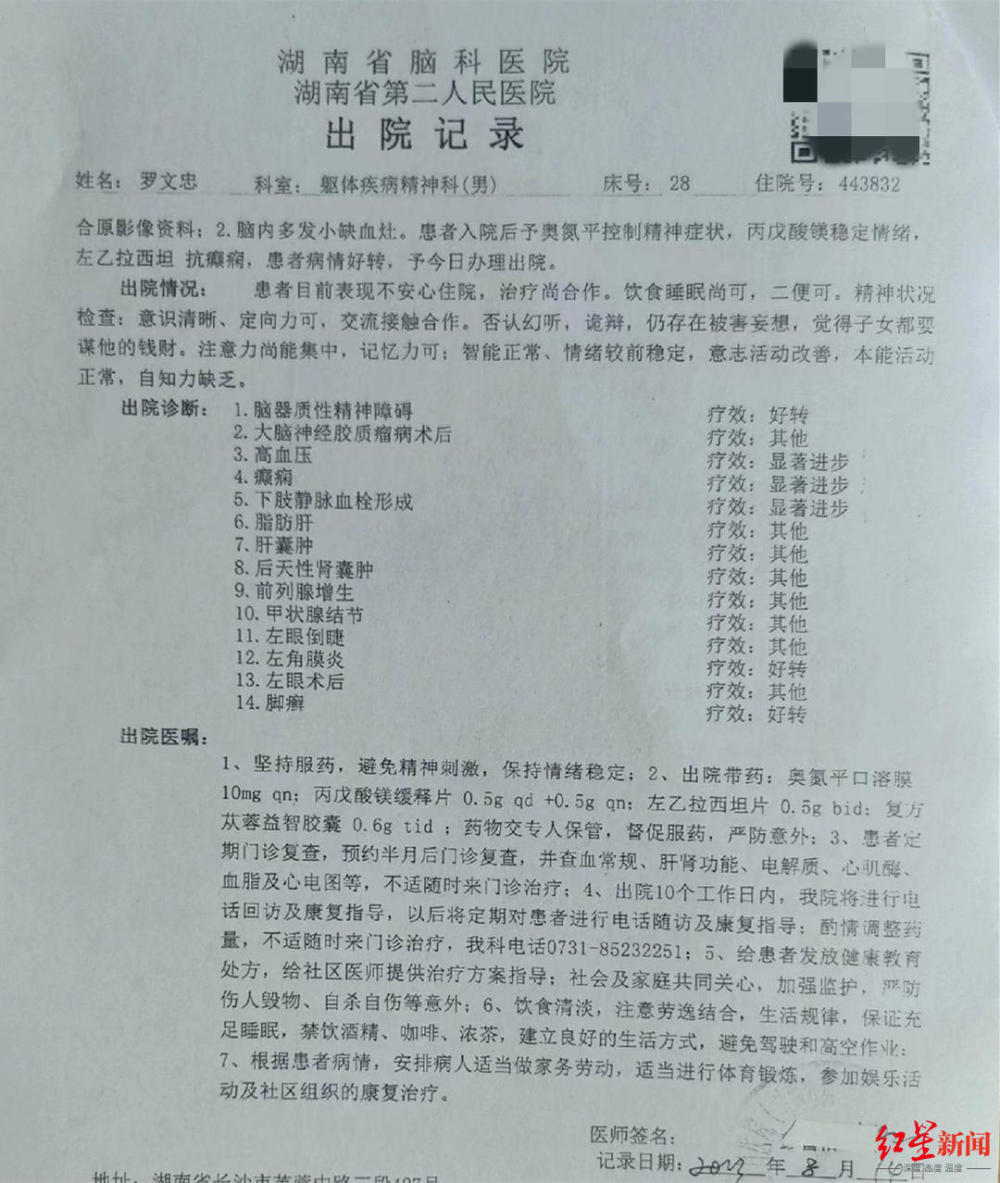 湖南省脑科医院
湖南省第二人民医院
出院记录
姓名：罗文忠 科室：躯体疾病精神科(男) 床号：28 住院号：443832
合原影像资料；2.脑内多发小缺血灶。患者入院后予奥氮平控制精神症状，丙戊酸镁稳定情绪，
左乙拉西坦 抗癫痫，患者病情好转，予今日办理出院。
出院情况： 患者目前表现不安心住院，治疗尚合作。饮食睡眠尚可，二便可。精神状况
检查：意识清晰、定向力可，交流接触合作。否认幻听，诡辩，仍存在被害妄想，觉得子女都要
谋他的钱财。注意力尚能集中，记忆力可；智能正常、情绪较前稳定，意志活动改善，本能活动
正常，自知力缺乏。
出院诊断： 1.脑器质性精神障碍 疗效：好转
2.大脑神经胶质瘤病术后 疗效：其他
3.高血压 疗效：显著进步
4.癫痫 疗效：显著进步
5.下肢静脉血栓形成 疗效：显著进步
6.脂肪肝 疗效：其他
7.肝囊肿 疗效：其他
8.后天性肾囊肿 疗效：其他
9.前列腺增生 疗效：其他
10.甲状腺结节 疗效：其他
11.左眼倒睫 疗效：其他
12.左角膜炎 疗效：好转
13.左眼术后 疗效：其他
14.脚癣 疗效：好转
出院医嘱：
1、坚持服药，避免精神刺激，保持情绪稳定；2、出院带药：奥氮平口溶膜
10mg qn；丙戊酸镁缓释片 0.5g qd +0.5g qn；左乙拉西坦片 0.5g bid；复方
苁蓉益智胶囊 0.6g tid ；药物交专人保管，督促服药，严防意外；3、患者定
期门诊复查，预约半月后门诊复查，并查血常规、肝肾功能、电解质、心肌酶、
血脂及心电图等，不适随时来门诊治疗；4、出院10个工作日内，我院将进行电
话回访及康复指导，以后将定期对患者进行电话随访及康复指导；酌情调整药
量，不适随时来门诊治疗，我科电话0731-85232251；5、给患者发放健康教育
处方，给社区医师提供治疗方案指导；社会及家庭共同关心，加强监护，严防
伤人毁物、自杀自伤等意外；6、饮食清淡，注意劳逸结合，生活规律，保证充
足睡眠，禁饮酒精、咖啡、浓茶，建立良好的生活方式，避免驾驶和高空作业；
7、根据患者病情，安排病人适当做家务劳动，适当进行体育锻炼，参加娱乐活
动及社区组织的康复治疗。
医师签名：
记录日期： 年 8 月 日
地址：湖南省长沙市芙蓉中路三段427号
红星新闻
深度 态度 温度